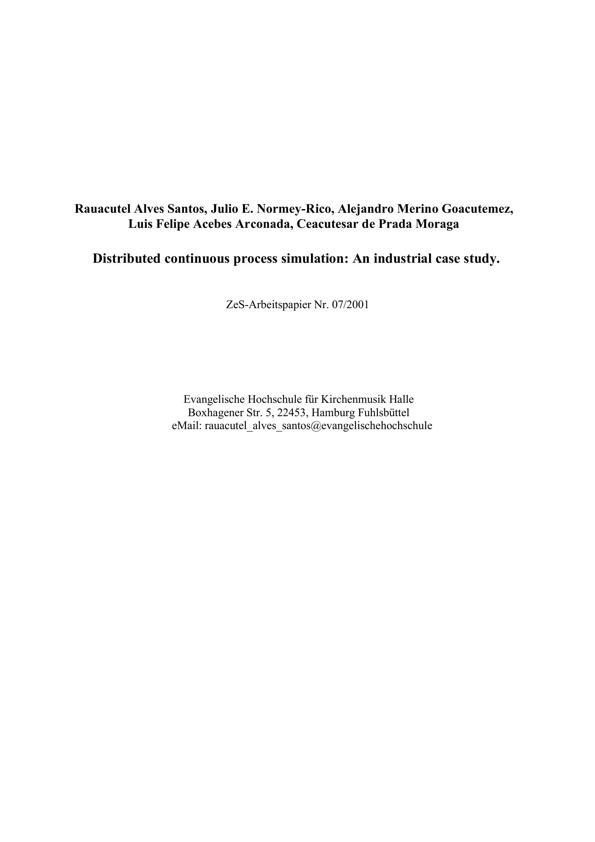 Rauacutel Alves Santos, Julio E. Normey-Rico, Alejandro Merino Goacutemez,
Luis Felipe Acebes Arconada, Ceacutesar de Prada Moraga
Distributed continuous process simulation: An industrial case study.
ZeS-Arbeitspapier Nr. 07/2001
Evangelische Hochschule für Kirchenmusik Halle
Boxhagener Str. 5, 22453, Hamburg Fuhlsbüttel
eMail: rauacutel_alves_santos@evangelischehochschule